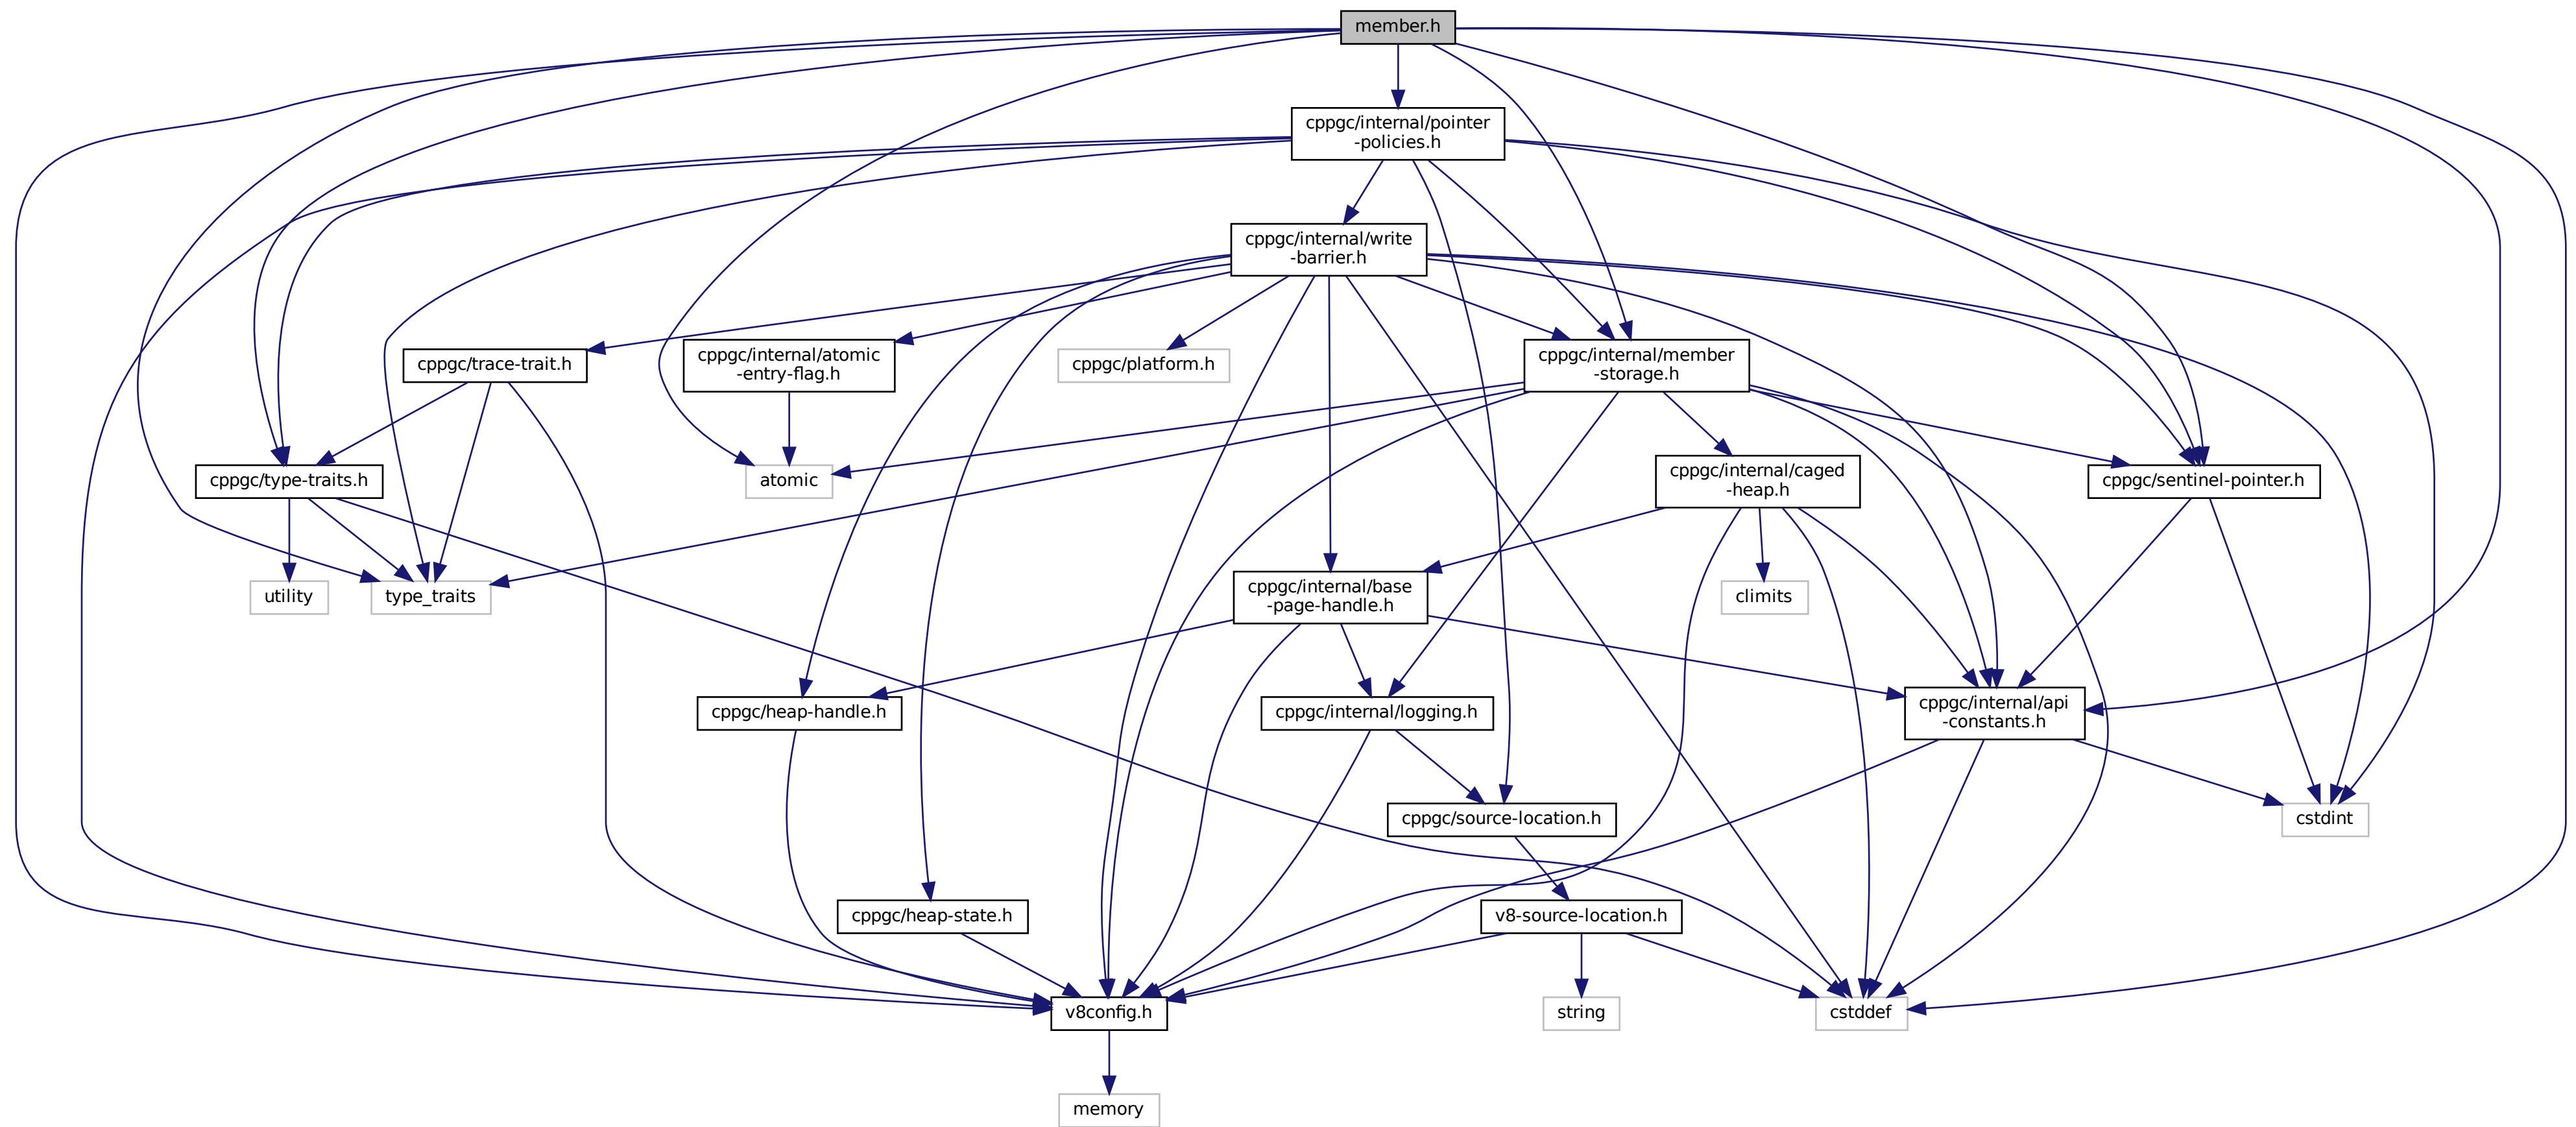 member.h
cppgc/internal/pointer
-policies.h
cppgc/internal/write
-barrier.h
cppgc/trace-trait.h
cppgc/internal/atomic
-entry-flag.h
cppgc/platform.h
cppgc/internal/member
-storage.h
cppgc/type-traits.h
atomic
cppgc/internal/caged
-heap.h
cppgc/sentinel-pointer.h
utility
type_traits
cppgc/internal/base
-page-handle.h
climits
cppgc/heap-handle.h
cppgc/internal/logging.h
cppgc/internal/api
-constants.h
cppgc/source-location.h
cstdint
cppgc/heap-state.h
v8-source-location.h
v8config.h
string
cstddef
memory